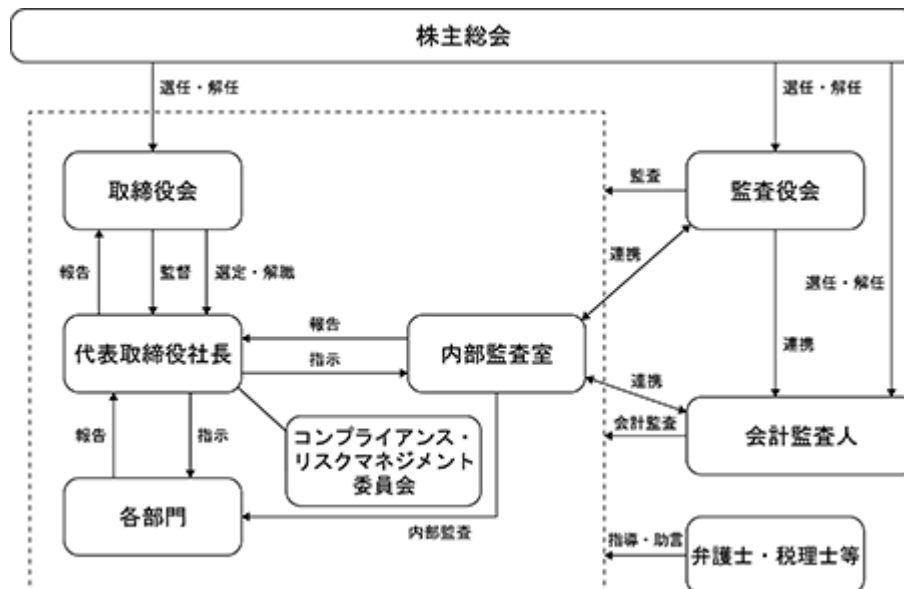 株主総会
選任・解任
選任・解任
取締役会
監査
監査役会
連携
報告
監督
選定・解職
選任・解任
報告
代表取締役社長
内部監査室
指示
連携
連携
コンプライアンス・
リスクマネジメント
委員会
報告
指示
会計監査
会計監査人
各部門
内部監査
指導・助言
弁護士・税理士等